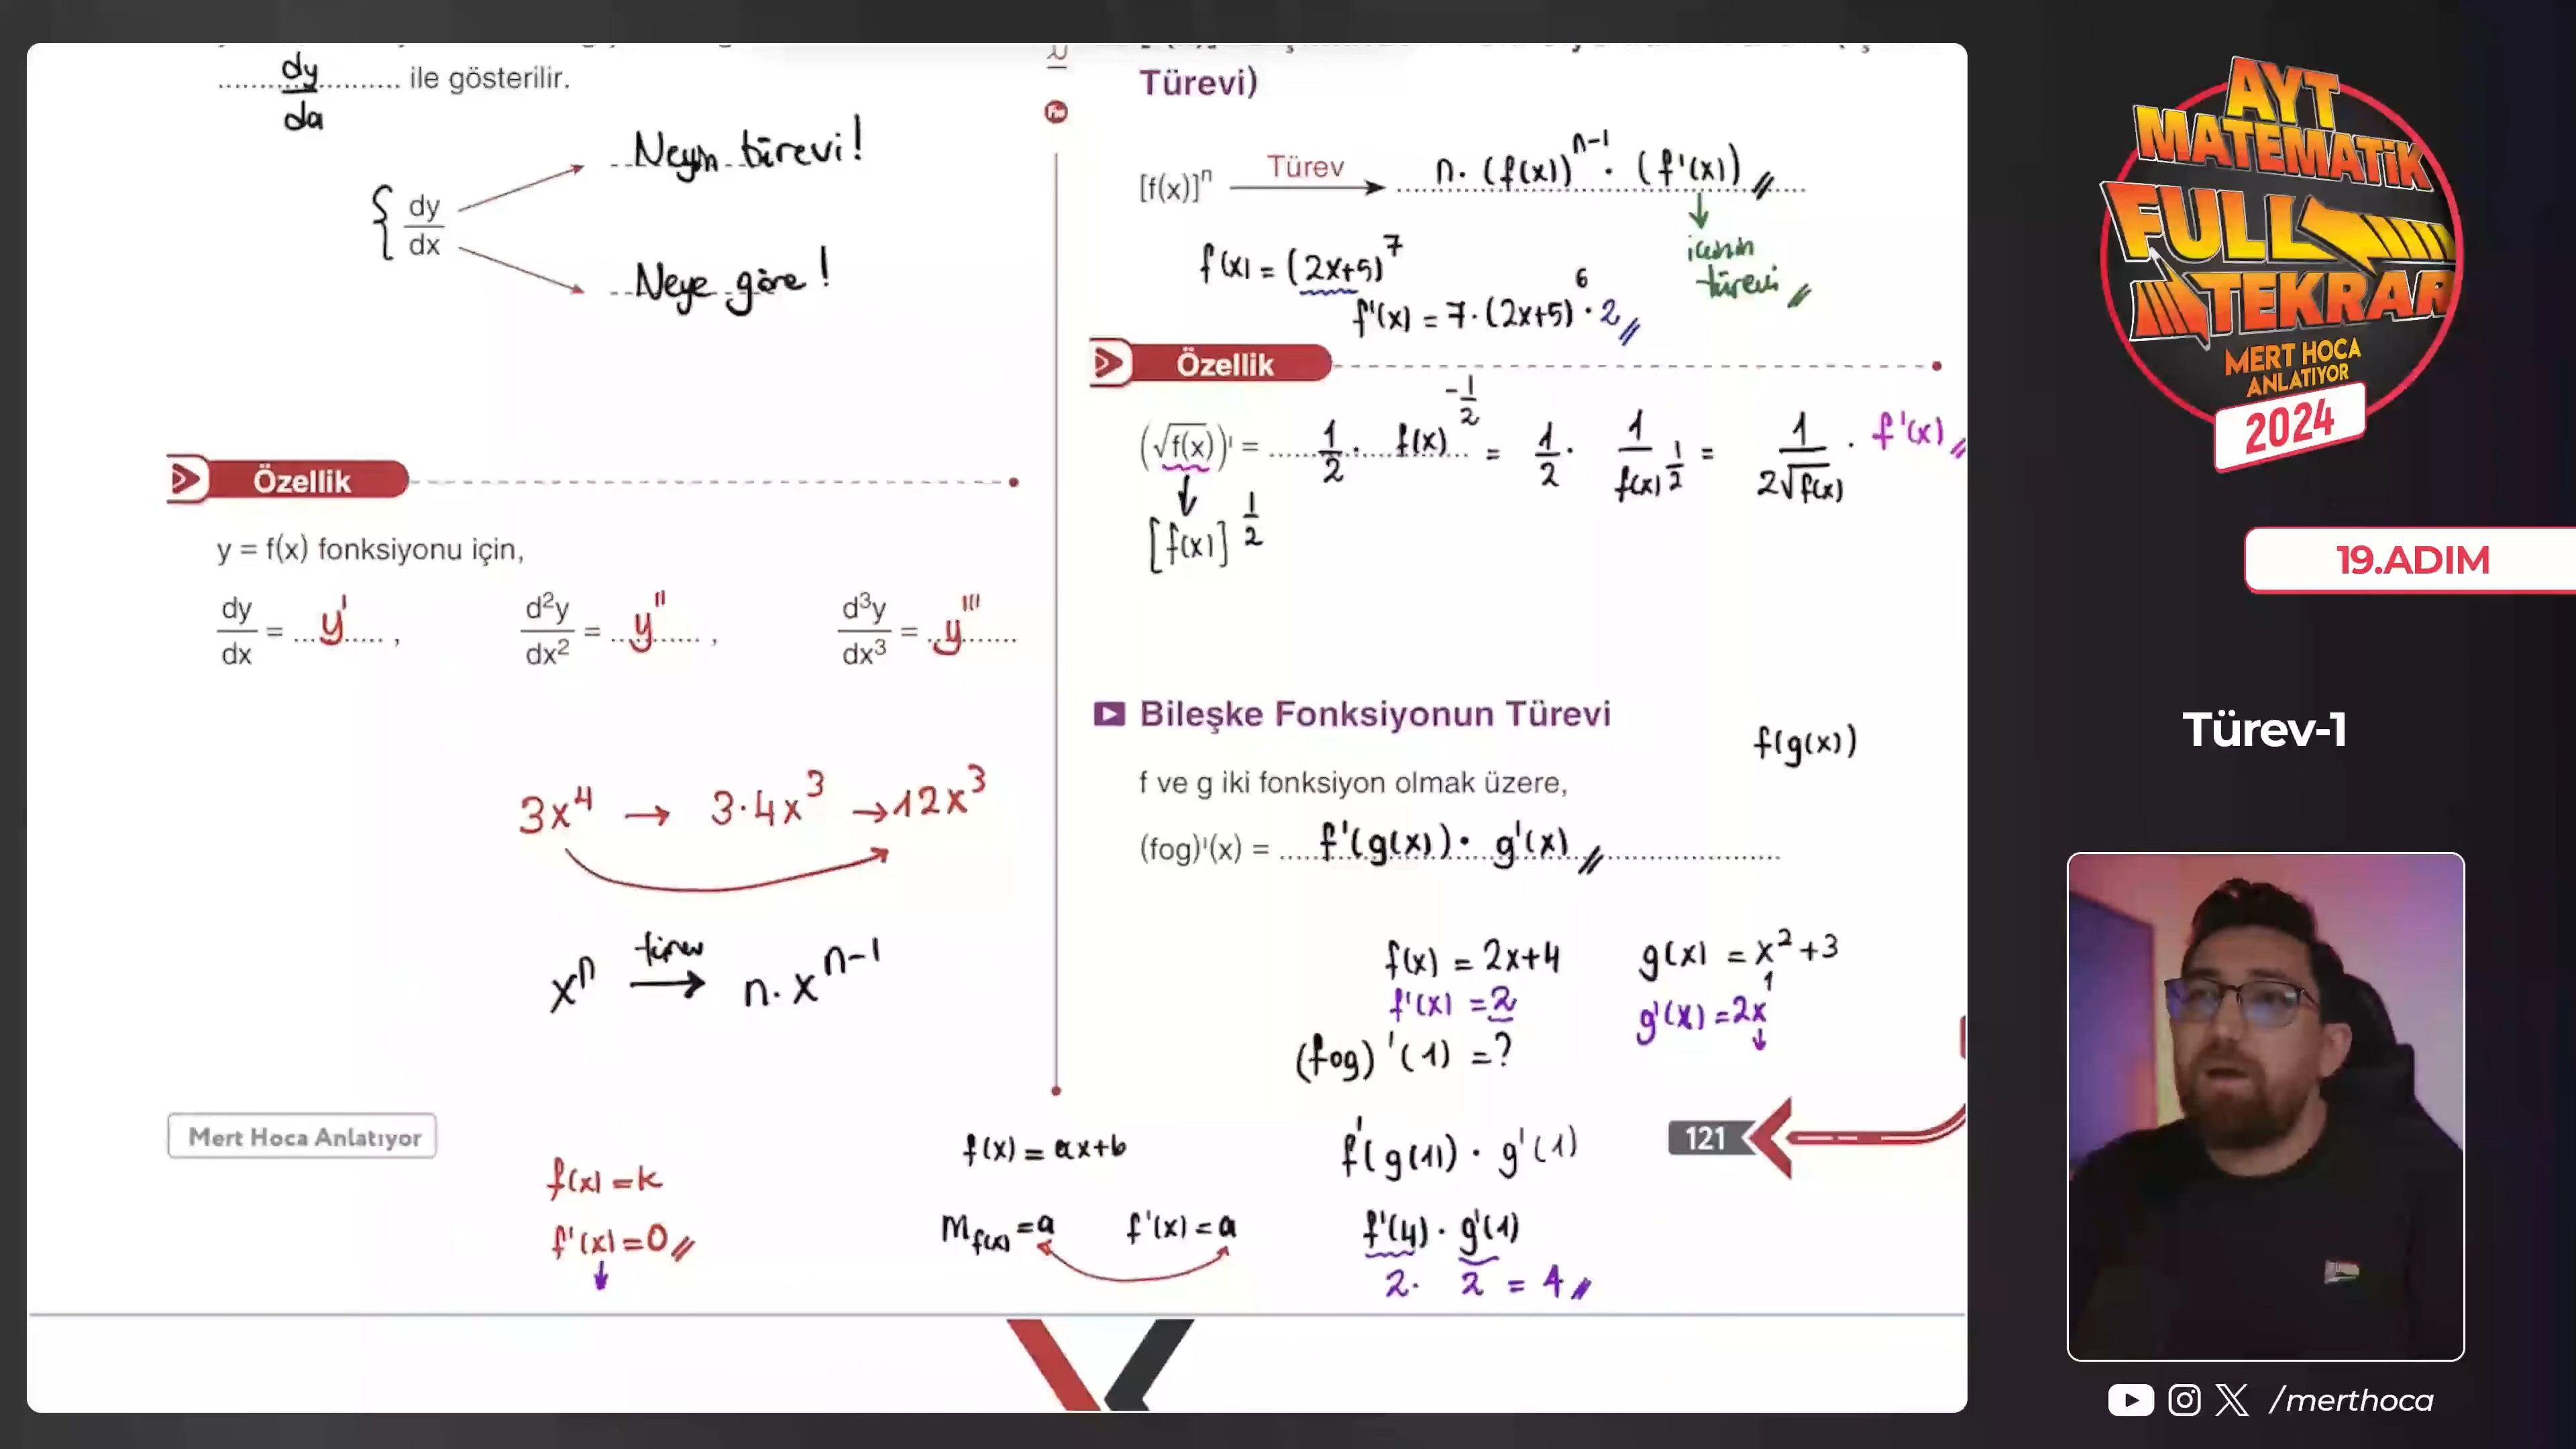 dy
da
.................... ile gösterilir.
Neyin türevi!
dy
dx
Neye göre!
Özellik
y = f(x) fonksiyonu için,
dy/dx = y' , d²y/dx² = y'' , d³y/dx³ = y'''
3x⁴ → 3·4x³ → 12x³
xⁿ türev → n·xⁿ⁻¹
Mert Hoca Anlatıyor
f(x) = k
f'(x) = 0
f(x) = ax+b
m f(x) = a f'(x) = a
Türevi)
[f(x)]ⁿ Türev → n·(f(x))ⁿ⁻¹·(f'(x))
içinin
türevi
f(x) = (2x+5)⁷
f'(x) = 7·(2x+5)⁶·2
Özellik
(√f(x))' = 1/2 · f(x)^(-1/2) = 1/2 · 1/f(x)^(1/2) = 1/(2√f(x)) · f'(x)
[f(x)]^(1/2)
Bileşke Fonksiyonun Türevi
f(g(x))
f ve g iki fonksiyon olmak üzere,
(fog)'(x) = f'(g(x))·g'(x)
f(x) = 2x+4 g(x) = x²+3
f'(x) = 2 g'(x) = 2x¹
(fog)'(1) = ?
f'(g(1))·g'(1)
f'(4)·g'(1)
2· 2 = 4
121
AYT
MATEMATİK
FULL
TEKRAR
MERT HOCA
ANLATIYOR
2024
19.ADIM
Türev-1
/merthoca